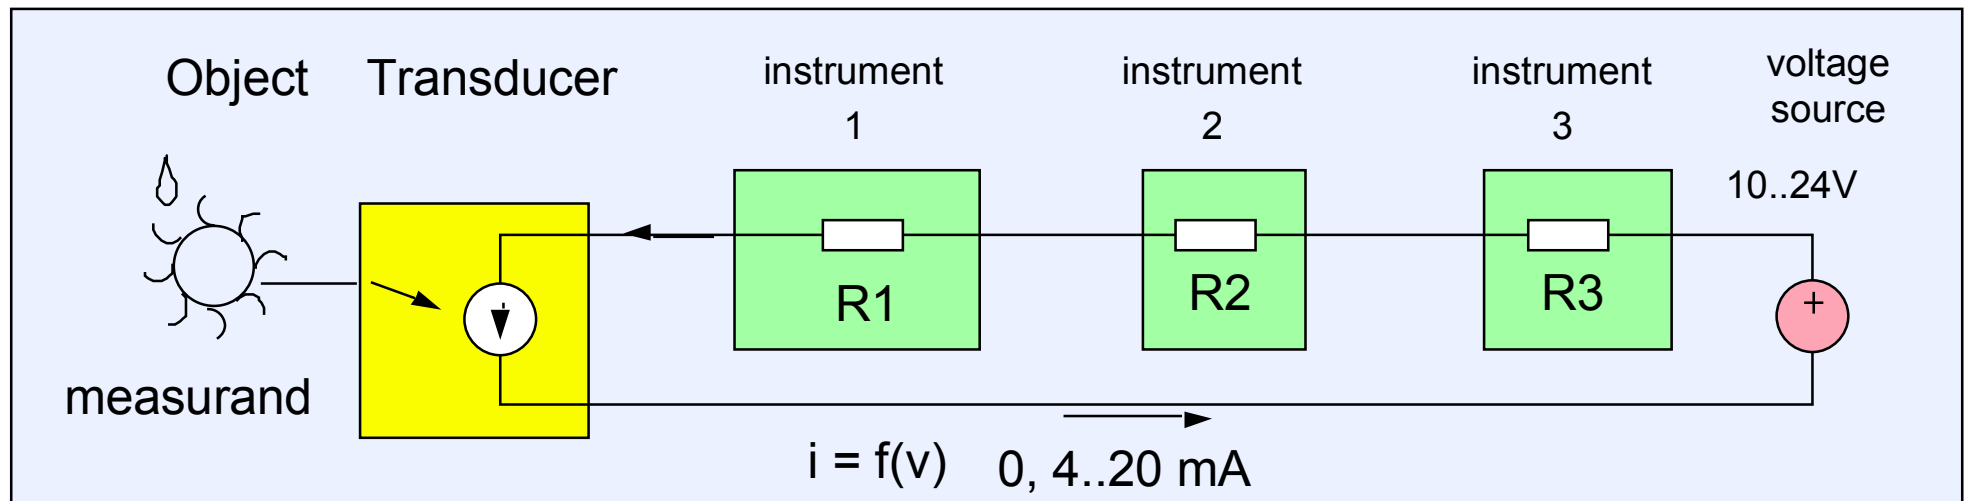 Object
Transducer
instrument
1
instrument
2
instrument
3
voltage
source
10..24V
R1
R2
R3
+
measurand
i = f(v)
0, 4..20 mA